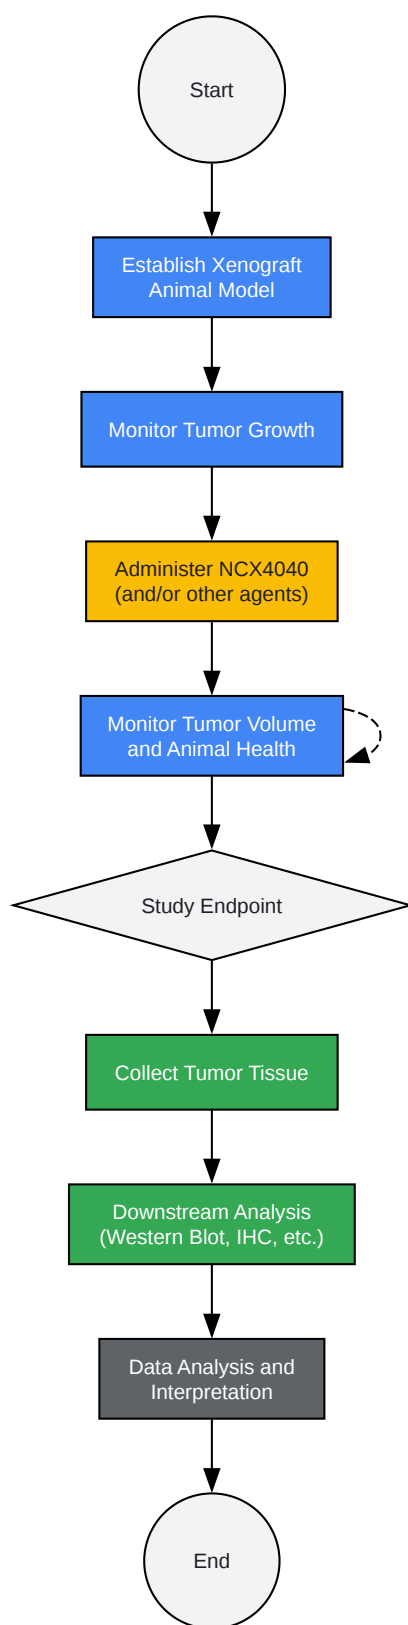 Start
Establish Xenograft
Animal Model
Monitor Tumor Growth
Administer NCX4040
(and/or other agents)
Monitor Tumor Volume
and Animal Health
Study Endpoint
Collect Tumor Tissue
Downstream Analysis
(Western Blot, IHC, etc.)
Data Analysis and
Interpretation
End